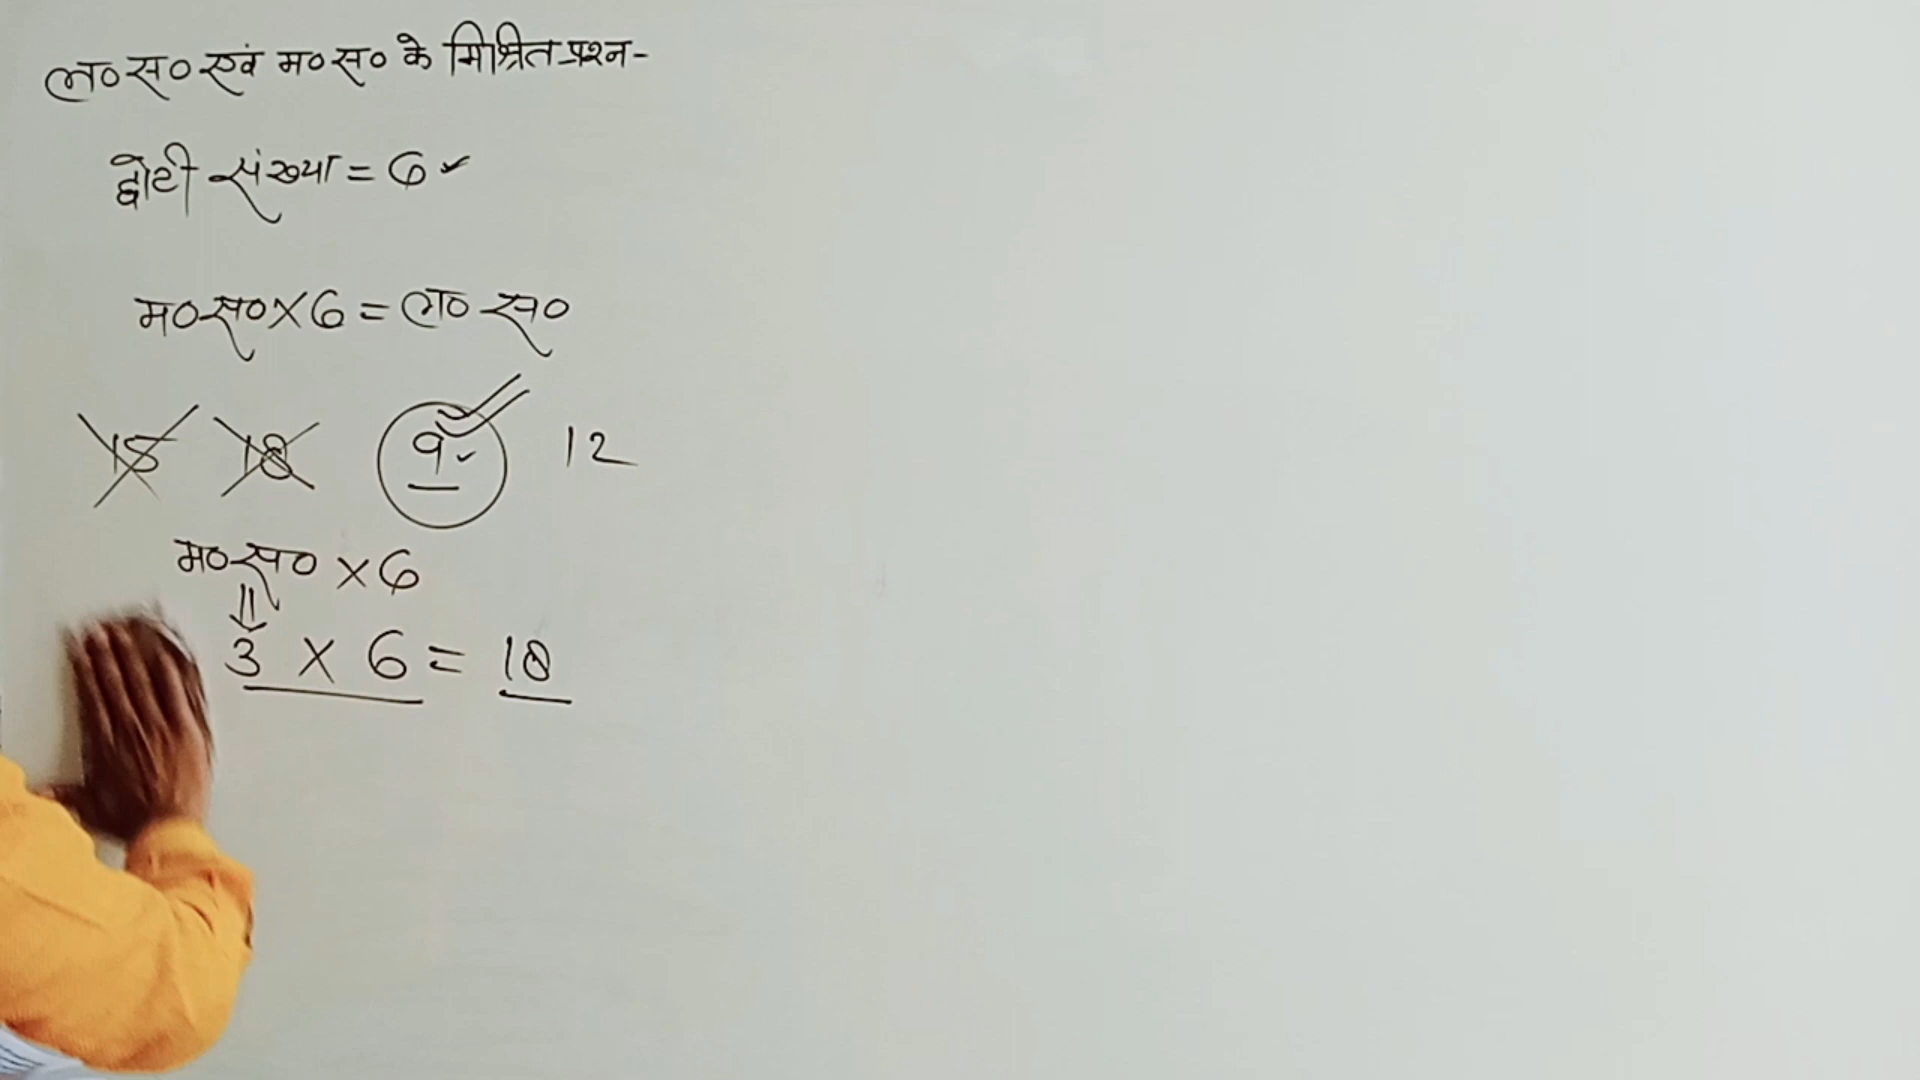 ल० स० एवं म० स० के मिश्रित प्रश्न-
छोटी संख्या = 6 ✓
म० स० × 6 = ल० स०
15 18 9 ✓ 12
म० स० × 6
⇓
3 × 6 = 18